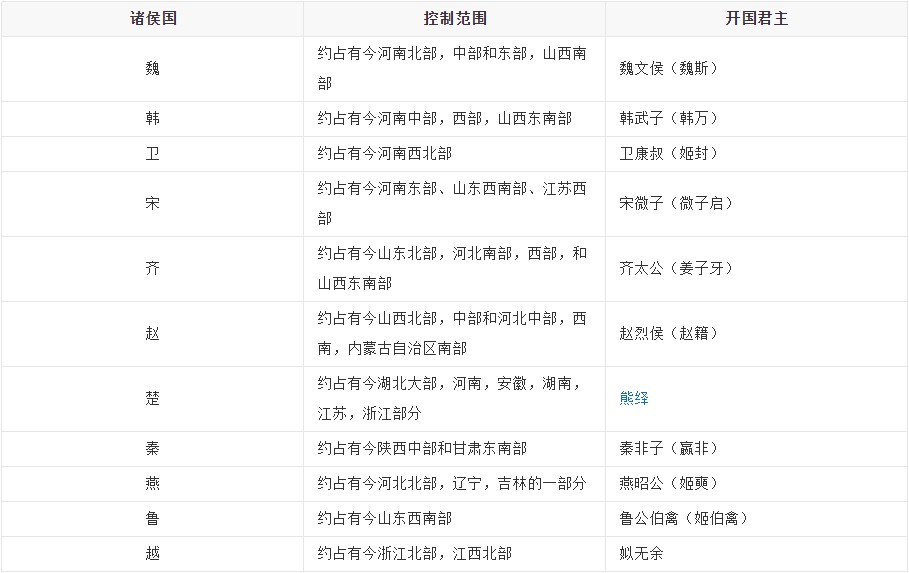 诸侯国 控制范围 开国君主
魏 约占有今河南北部，中部和东部，山西南 魏文侯（魏斯）
部
韩 约占有今河南中部，西部，山西东南部 韩武子（韩万）
卫 约占有今河南西北部 卫康叔（姬封）
宋 约占有今河南东部、山东西南部、江苏西 宋微子（微子启）
部
齐 约占有今山东北部，河北南部，西部，和 齐太公（姜子牙）
山西东南部
赵 约占有今山西北部，中部和河北中部，西 赵烈侯（赵籍）
南，内蒙古自治区南部
楚 约占有今湖北大部，河南，安徽，湖南， 熊绎
江苏，浙江部分
秦 约占有今陕西中部和甘肃东南部 秦非子（嬴非）
燕 约占有今河北北部，辽宁，吉林的一部分 燕昭公（姬奭）
鲁 约占有今山东西南部 鲁公伯禽（姬伯禽）
越 约占有今浙江北部，江西北部 姒无余